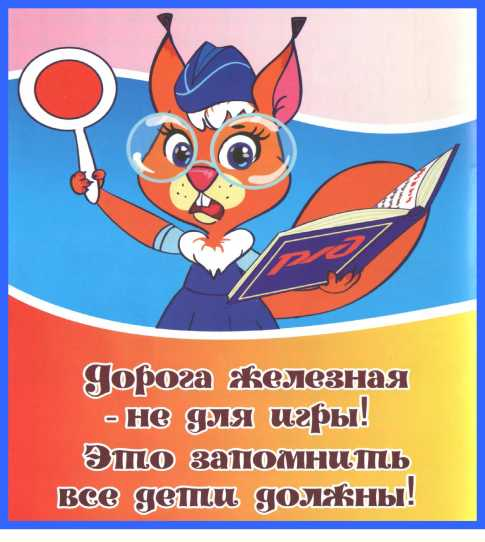 ржд
Дорога железная
- не для игры!
Это запомнить
все дети должны!